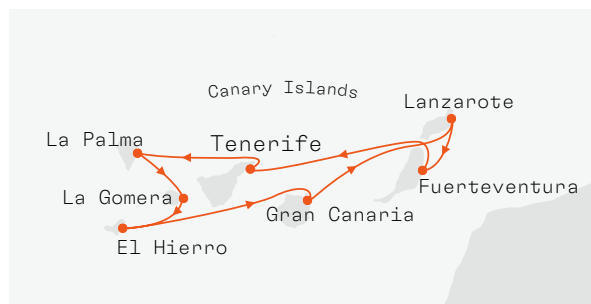 Canary Islands
Lanzarote
La Palma
Tenerife
Fuerteventura
La Gomera
Gran Canaria
El Hierro